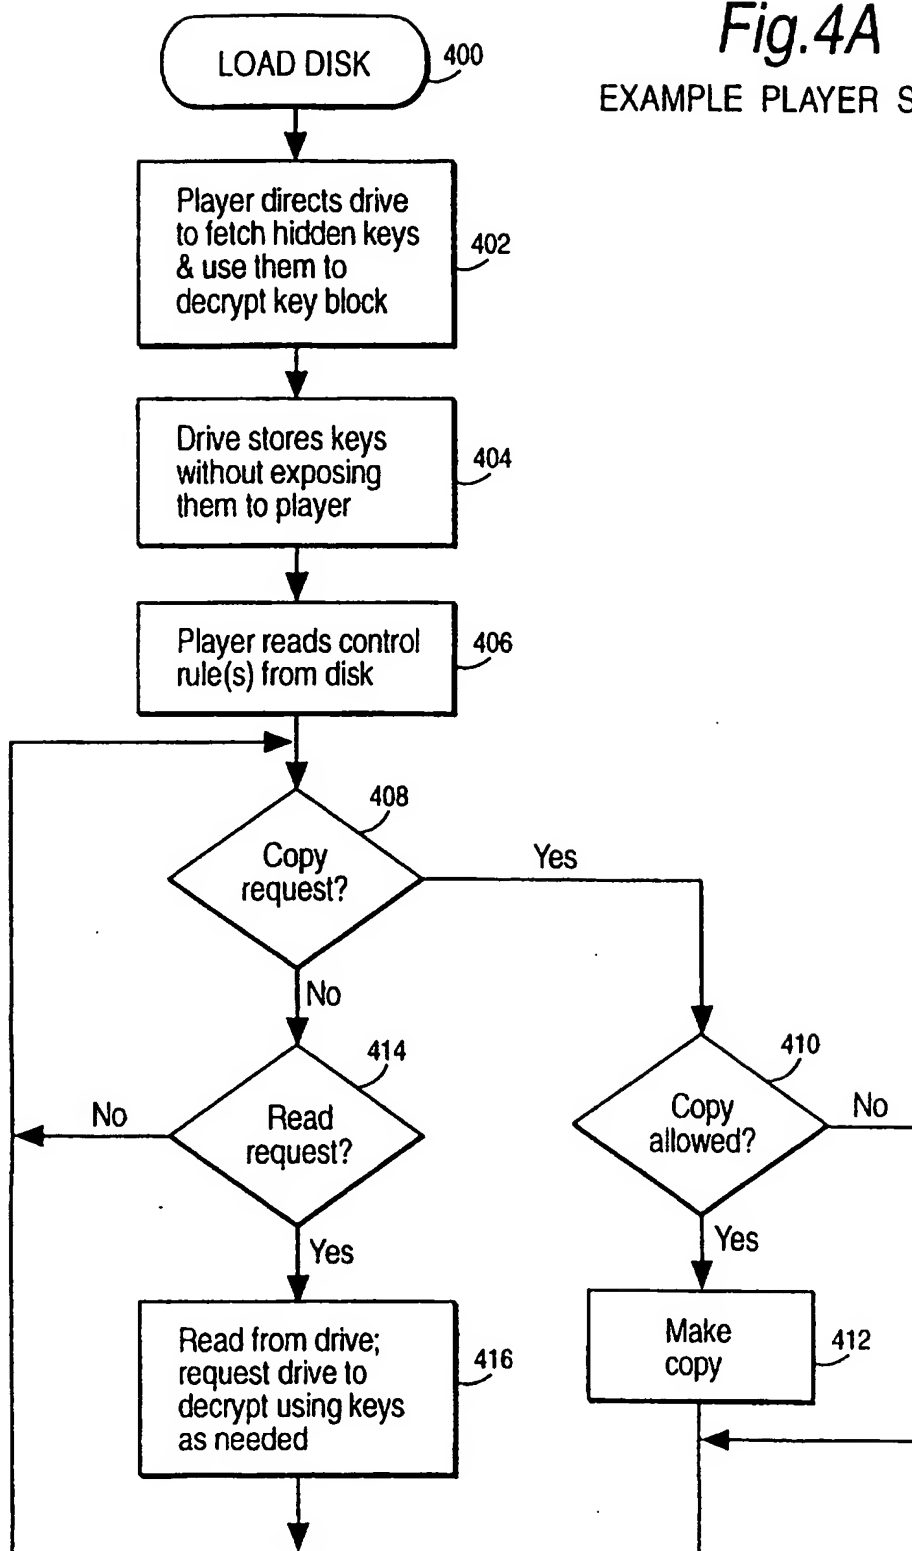 Fig.4A
EXAMPLE PLAYER S
LOAD DISK
400
Player directs drive
to fetch hidden keys
& use them to
decrypt key block
402
Drive stores keys
without exposing
them to player
404
Player reads control
rule(s) from disk
406
408
Copy
request?
Yes
No
414
Read
request?
No
Yes
410
Copy
allowed?
No
Yes
Read from drive;
request drive to
decrypt using keys
as needed
416
Make
copy
412